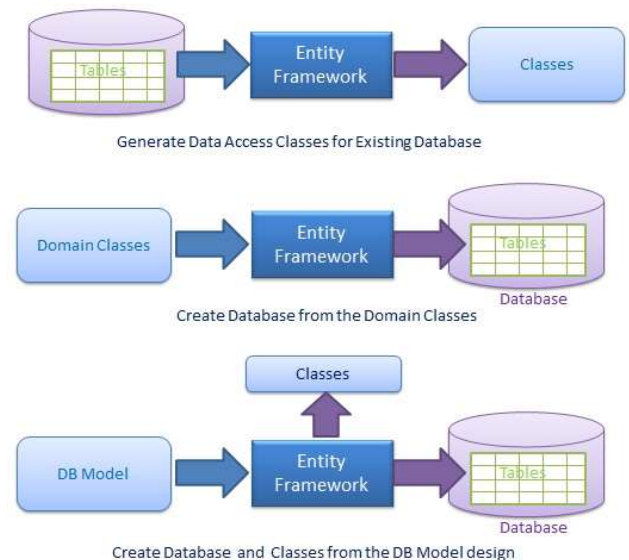 Tables
Entity
Framework
Classes
Generate Data Access Classes for Existing Database
Domain Classes
Entity
Framework
Tables
Database
Create Database from the Domain Classes
Classes
DB Model
Entity
Framework
Tables
Database
Create Database and Classes from the DB Model design